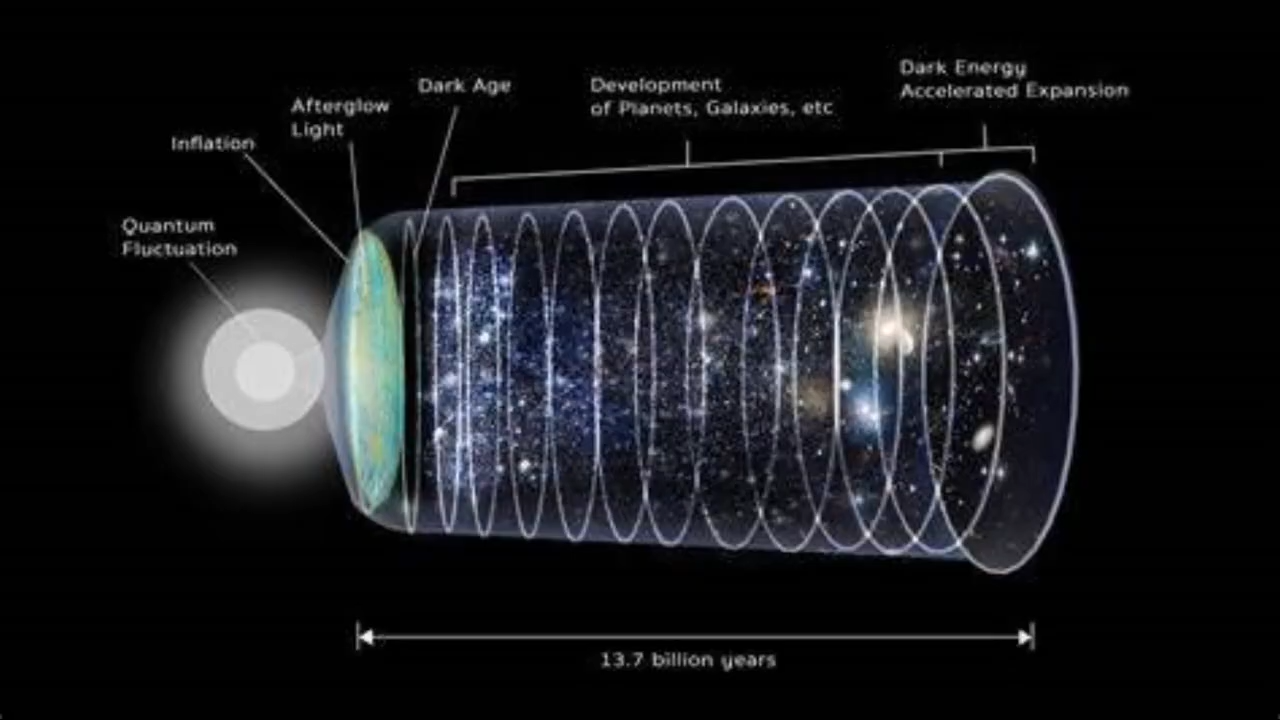 Dark Energy
Accelerated Expansion
Development
of Planets, Galaxies, etc
Dark Age
Afterglow
Light
Inflation
Quantum
Fluctuation
13.7 billion years